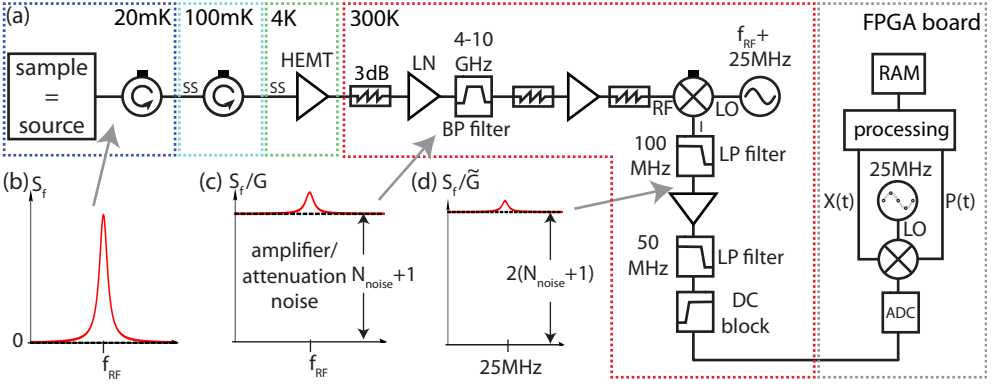 (a)
20mK
100mK
4K
300K
FPGA board
sample
=
source
SS
SS
HEMT
3dB
LN
4-10
GHz
BP filter
RF
LO
I
f_RF+
25MHz
100
MHz
LP filter
50
MHz
LP filter
DC
block
RAM
processing
25MHz
X(t)
P(t)
LO
ADC
(b)
S_f
0
f_RF
(c)
S_f/G
amplifier/
attenuation
noise
N_noise+1
f_RF
(d)
S_f/G̃
2(N_noise+1)
25MHz